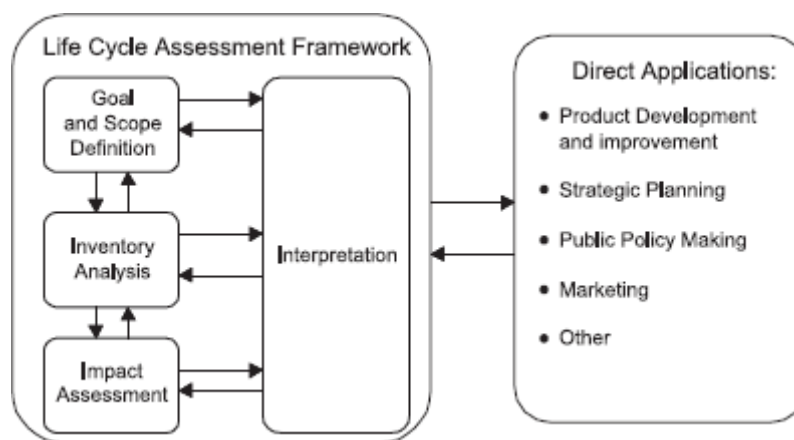 Life Cycle Assessment Framework
Goal
and Scope
Definition
Inventory
Analysis
Impact
Assessment
Interpretation
Direct Applications:
• Product Development
and improvement
• Strategic Planning
• Public Policy Making
• Marketing
• Other